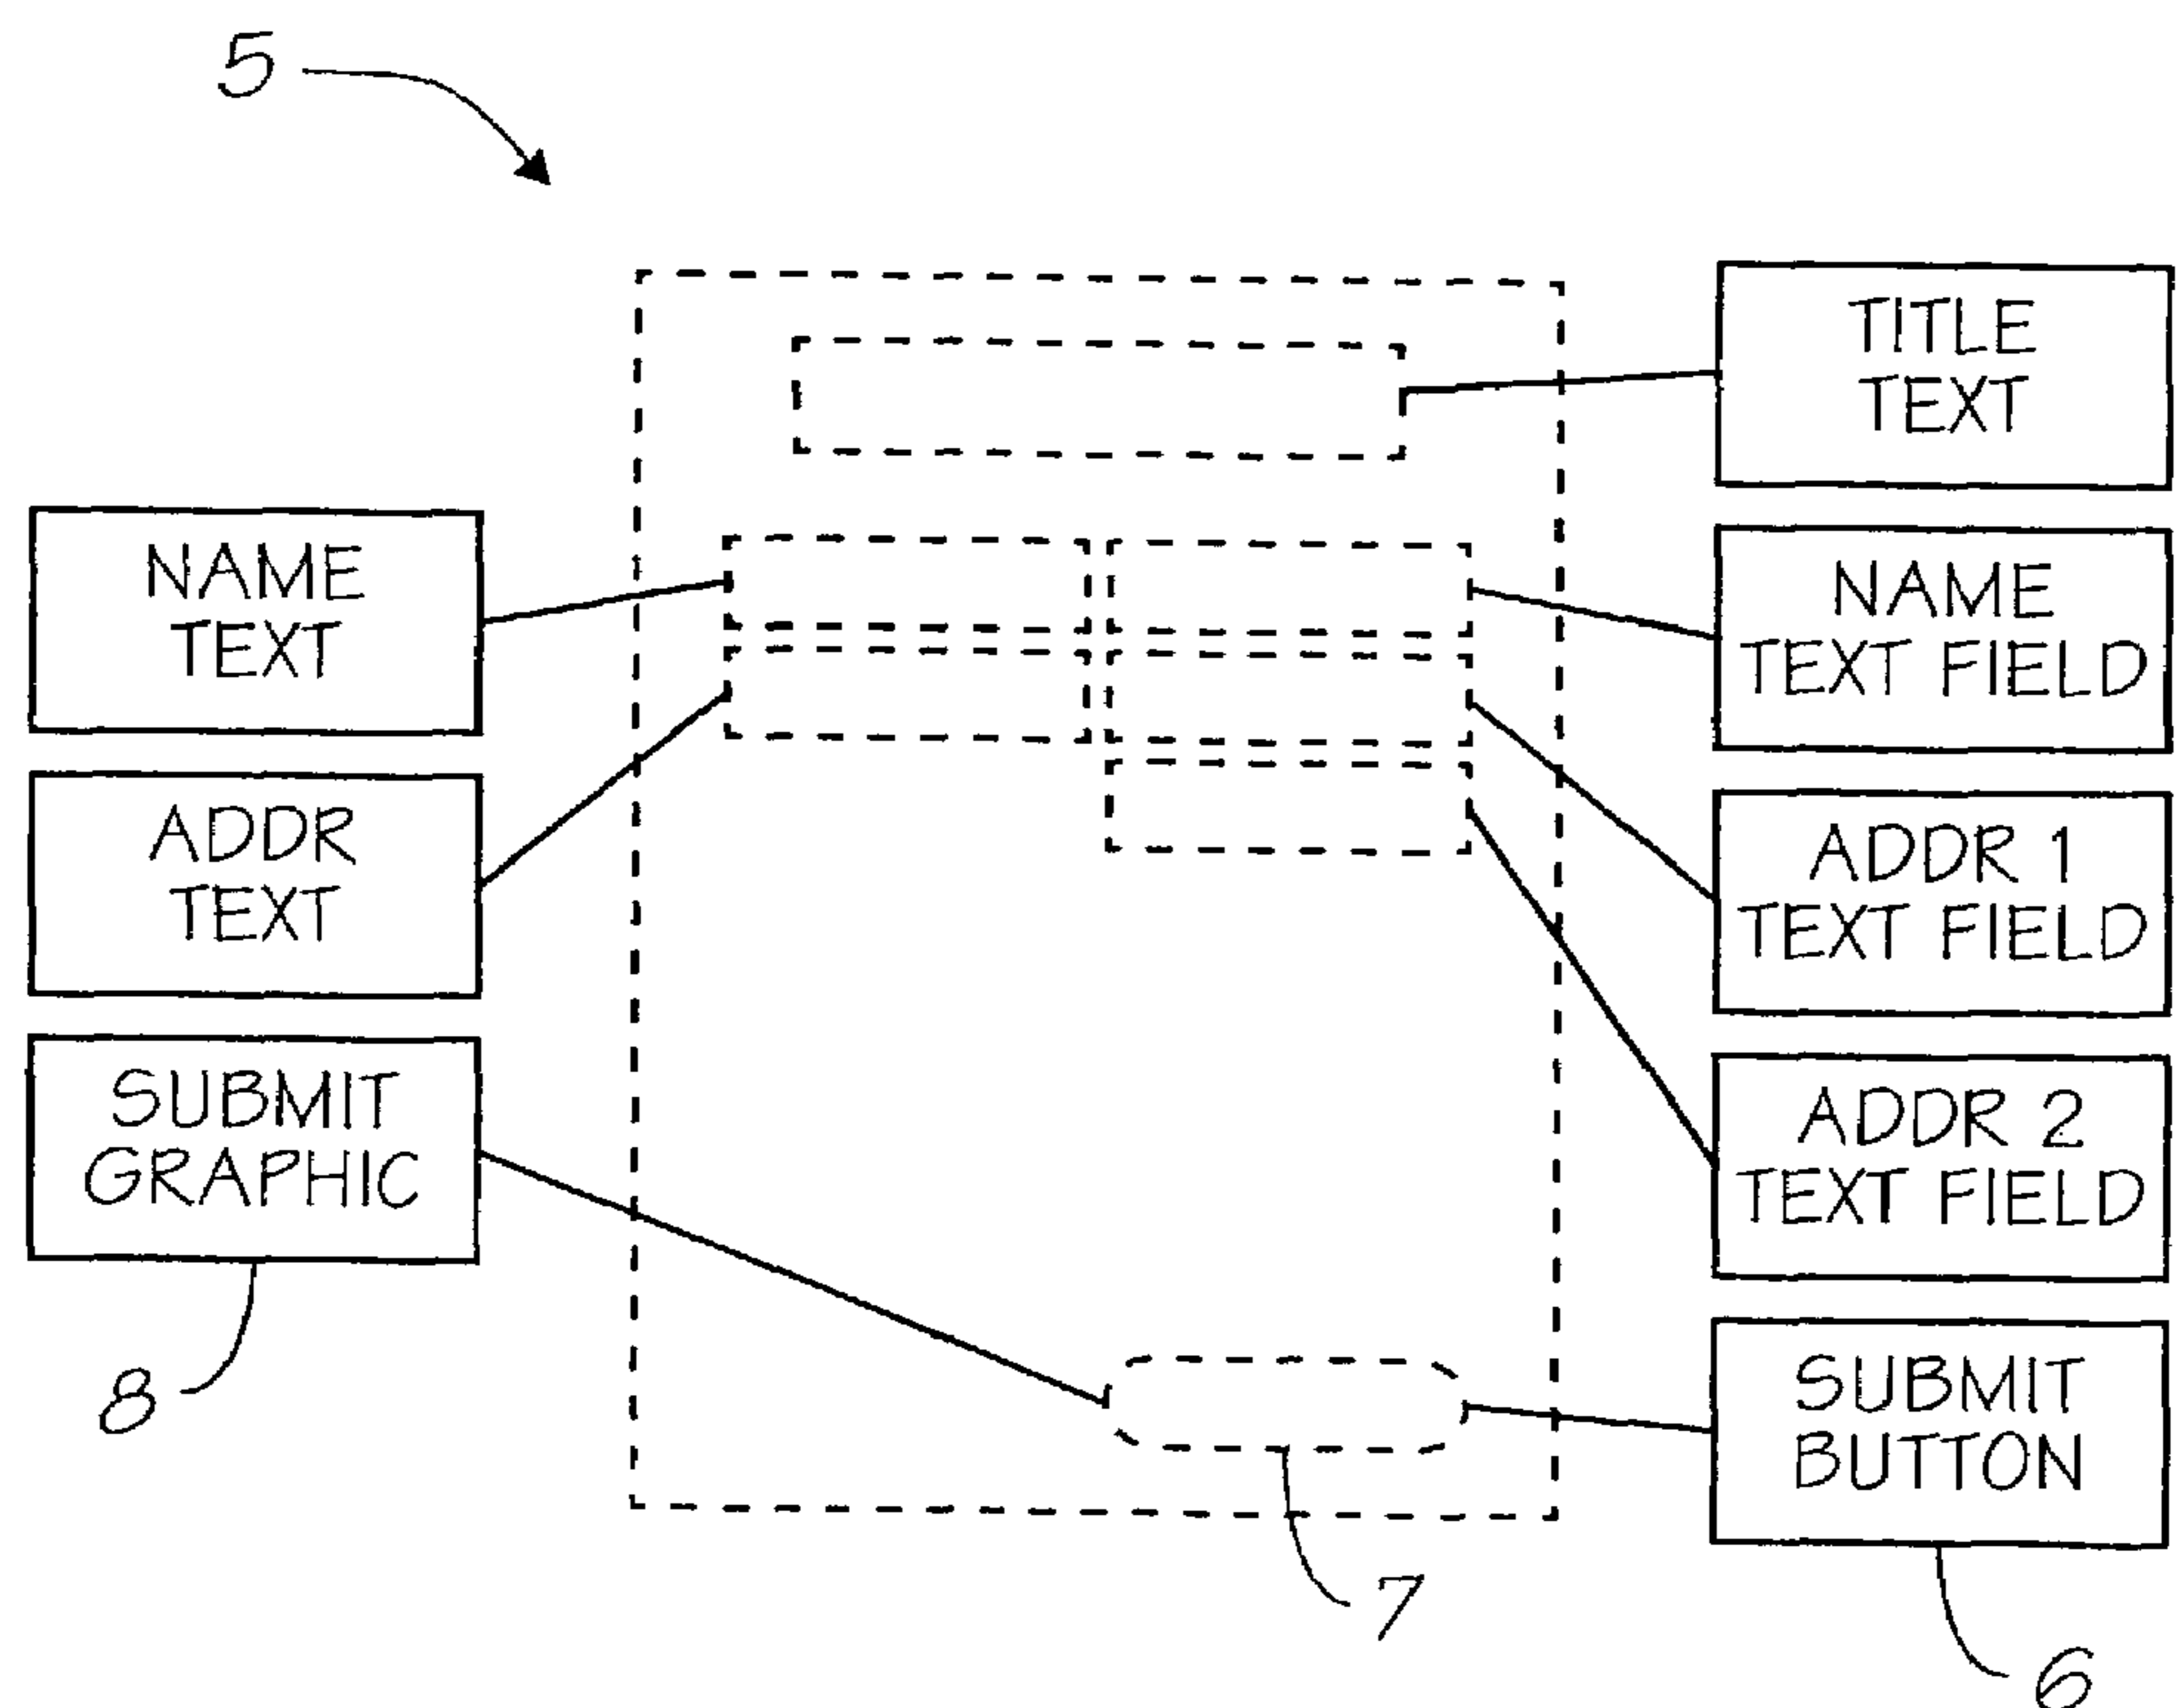 5
TITLE
TEXT
NAME
TEXT
NAME
TEXT FIELD
ADDR
TEXT
ADDR 1
TEXT FIELD
SUBMIT
GRAPHIC
ADDR 2
TEXT FIELD
8
SUBMIT
BUTTON
7
6